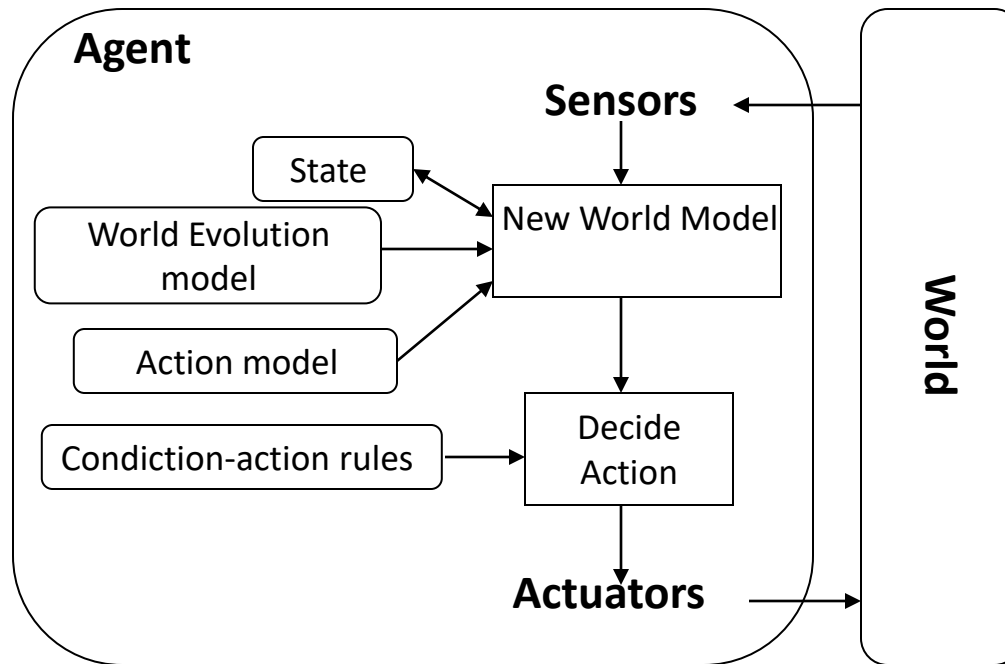 Agent
Sensors
State
New World Model
World Evolution
model
Action model
Decide
Action
Condiction-action rules
Actuators
World